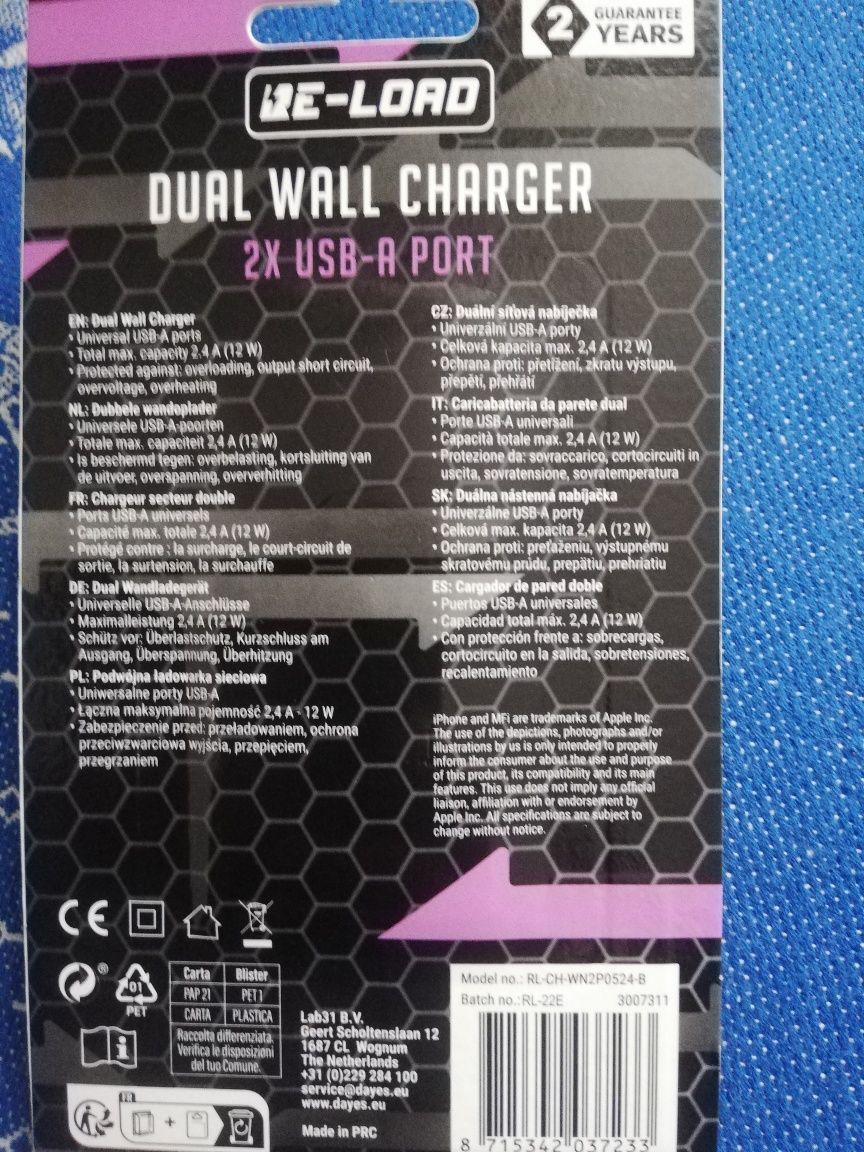 2 GUARANTEE
YEARS
RE-LOAD
DUAL WALL CHARGER
2X USB-A PORT
EN: Dual Wall Charger
• Universal USB-A ports
• Total max. capacity 2.4 A (12 W)
• Protected against: overloading, output short circuit,
overvoltage, overheating
NL: Dubbele wandoplader
• Universele USB-A-poorten
• Totale max. capaciteit 2,4 A (12 W)
• Is beschermd tegen: overbelasting, kortsluiting van
de uitvoer, overspanning, oververhitting
FR: Chargeur secteur double
• Ports USB-A universels
• Capacité max. totale 2,4 A (12 W)
• Protégé contre : la surcharge, le court-circuit de
sortie, la surtension, la surchauffe
DE: Dual Wandladegerät
• Universelle USB-A-Anschlüsse
• Maximalleistung 2,4 A (12 W)
• Schütz vor: Überlastschutz, Kurzschluss am
Ausgang, Überspannung, Überhitzung
PL: Podwójna ładowarka sieciowa
• Uniwersalne porty USB-A
• Łączna maksymalna pojemność 2,4 A - 12 W
• Zabezpieczenie przed: przeładowaniem, ochrona
przeciwzwarciowa wyjścia, przepięciem,
przegrzaniem
CZ: Duální síťová nabíječka
• Univerzální USB-A porty
• Celková kapacita max. 2,4 A (12 W)
• Ochrana proti: přetížení, zkratu výstupu,
přepětí, přehřátí
IT: Caricabatteria da parete dual
• Porte USB-A universali
• Capacità totale max. 2,4 A (12 W)
• Protezione da: sovraccarico, cortocircuiti in
uscita, sovratensione, sovratemperatura
SK: Duálna nástenná nabíjačka
• Univerzálne USB-A porty
• Celková max. kapacita 2,4 A (12 W)
• Ochrana proti: preťaženiu, výstupnému
skratovému prúdu, prepätiu, prehriatiu
ES: Cargador de pared doble
• Puertos USB-A universales
• Capacidad total máx. 2,4 A (12 W)
• Con protección frente a: sobrecargas,
cortocircuito en la salida, sobretensiones,
recalentamiento
iPhone and MFi are trademarks of Apple Inc.
The use of the depictions, photographs and/or
illustrations by us is only intended to properly
inform the consumer about the use and purpose
of this product, its compatibility and its main
features. This use does not imply any official
liaison, affiliation with or endorsement by
Apple Inc. All specifications are subject to
change without notice.
CE
®
01
PET
Carta Blister
PAP 21 PET 1
CARTA PLASTICA
Raccolta differenziata.
Verifica le disposizioni
del tuo Comune.
i
FR
+
Lab31 B.V.
Geert Scholtenslaan 12
1687 CL Wognum
The Netherlands
+31 (0)229 284 100
service@dayes.eu
www.dayes.eu
Made in PRC
Model no.: RL-CH-WN2P0524-B
Batch no.:RL-22E 3007311
8 715342 037233